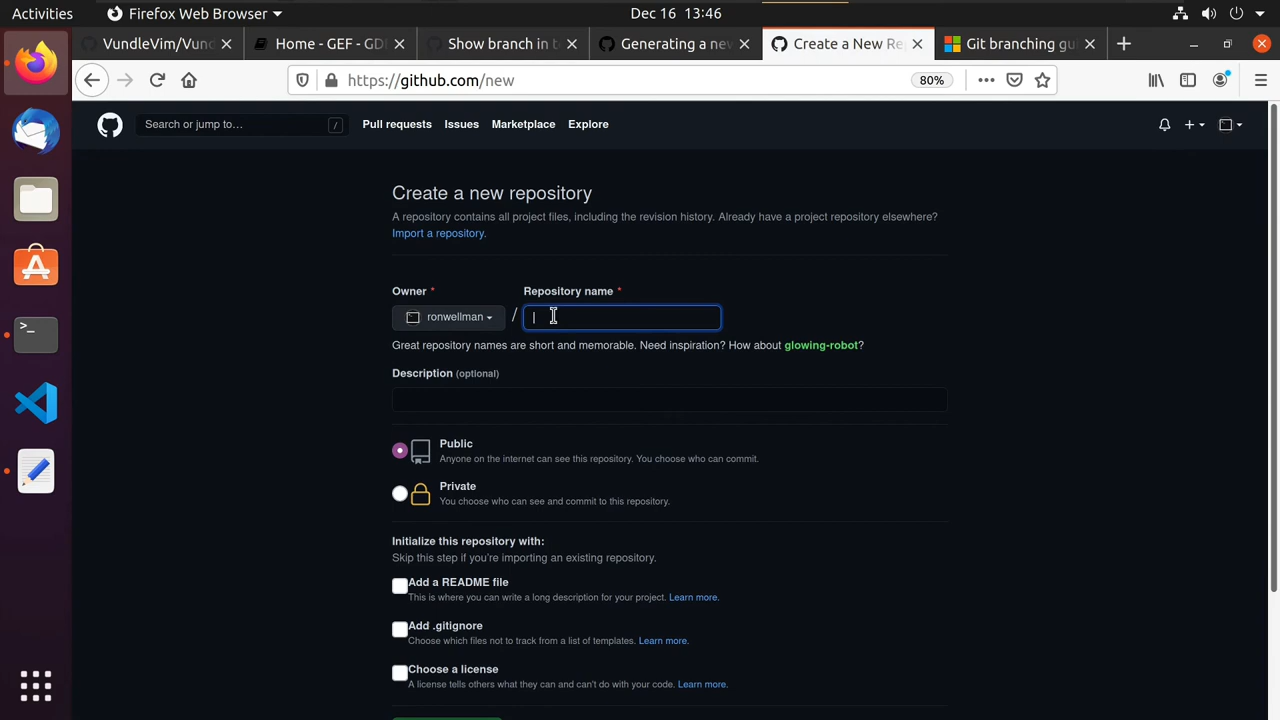 Activities
Firefox Web Browser
Dec 16 13:46
VundleVim/Vund
Home - GEF - GD
Show branch in t
Generating a nev
Create a New Re
Git branching gu
https://github.com/new
80%
Search or jump to…
/
Pull requests
Issues
Marketplace
Explore
Create a new repository
A repository contains all project files, including the revision history. Already have a project repository elsewhere?
Import a repository.
Owner *
Repository name *
ronwellman
/
Great repository names are short and memorable. Need inspiration? How about glowing-robot?
Description (optional)
Public
Anyone on the internet can see this repository. You choose who can commit.
Private
You choose who can see and commit to this repository.
Initialize this repository with:
Skip this step if you're importing an existing repository.
Add a README file
This is where you can write a long description for your project. Learn more.
Add .gitignore
Choose which files not to track from a list of templates. Learn more.
Choose a license
A license tells others what they can and can't do with your code. Learn more.